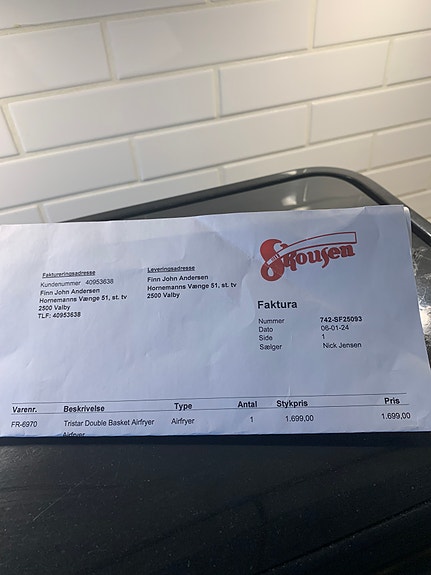 Skousen
Faktureringsadresse
Kundenummer 40953638
Finn John Andersen
Hornemanns Vænge 51, st. tv
2500 Valby
TLF: 40953638
Leveringsadresse
Finn John Andersen
Hornemanns Vænge 51, st. tv
2500 Valby
Faktura
Nummer 742-SF25093
Dato 06-01-24
Side 1
Sælger Nick Jensen
Varenr. Beskrivelse Type Antal Stykpris Pris
FR-6970 Tristar Double Basket Airfryer Airfryer 1 1.699,00 1.699,00
Airfryer